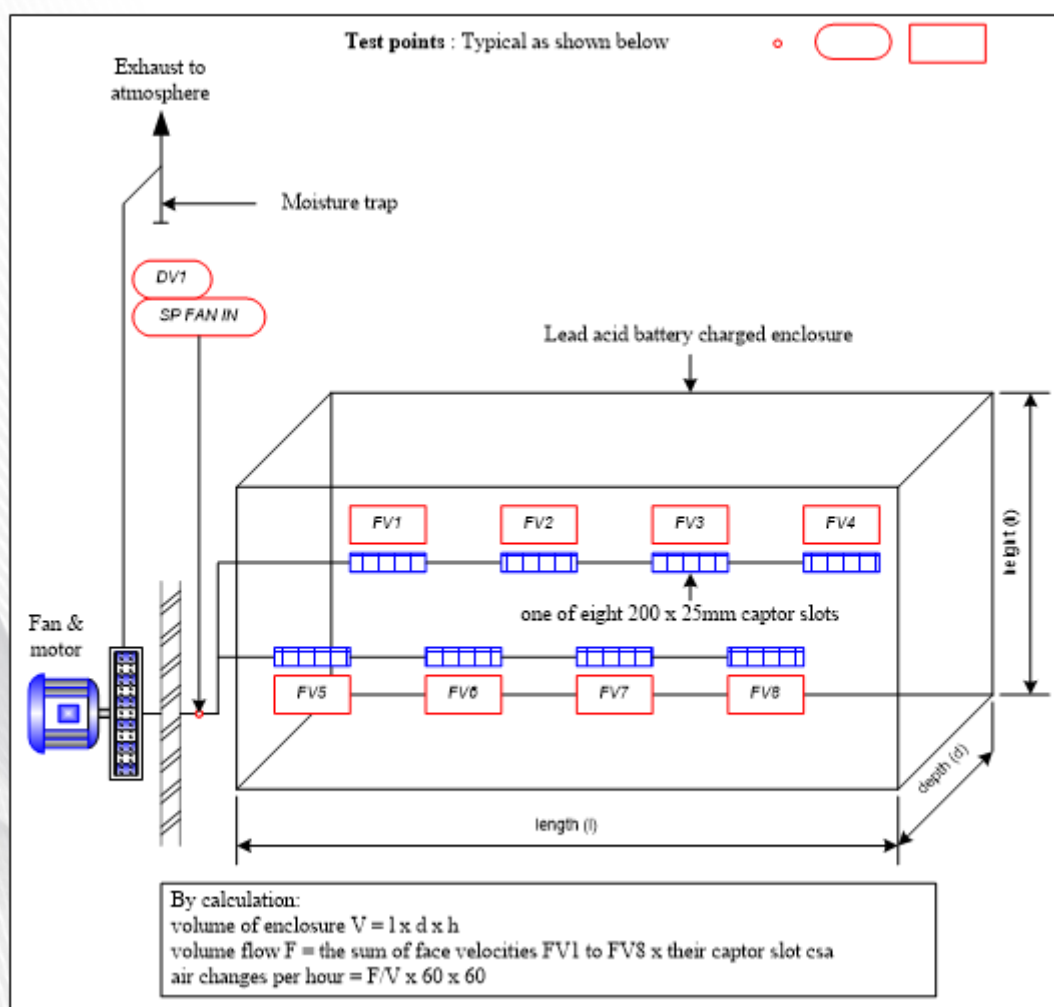 Test points : Typical as shown below
Exhaust to
atmosphere
Moisture trap
DV1
SP FAN IN
Lead acid battery charged enclosure
FV1
FV2
FV3
FV4
height (h)
one of eight 200 x 25mm captor slots
Fan &
motor
FV5
FV6
FV7
FV8
depth (d)
length (l)
By calculation:
volume of enclosure V = l x d x h
volume flow F = the sum of face velocities FV1 to FV8 x their captor slot csa
air changes per hour = F/V x 60 x 60